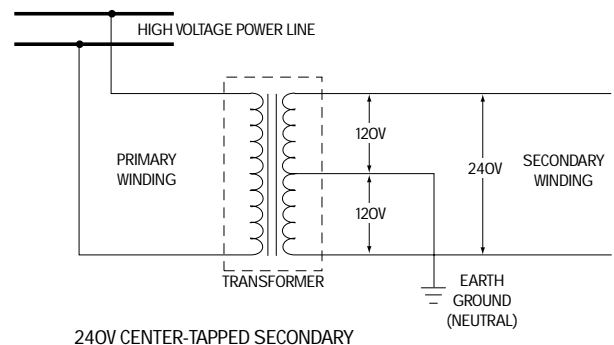 HIGH VOLTAGE POWER LINE
120V
PRIMARY
WINDING
240V
SECONDARY
WINDING
120V
TRANSFORMER
EARTH
GROUND
(NEUTRAL)
240V CENTER-TAPPED SECONDARY